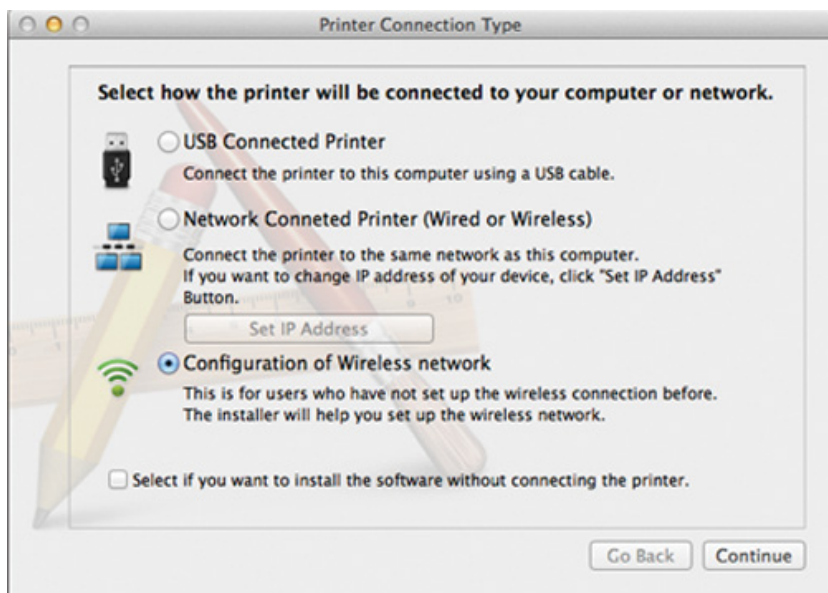 Printer Connection Type
Select how the printer will be connected to your computer or network.
USB Connected Printer
Connect the printer to this computer using a USB cable.
Network Conneted Printer (Wired or Wireless)
Connect the printer to the same network as this computer.
If you want to change IP address of your device, click "Set IP Address"
Button.
Set IP Address
Configuration of Wireless network
This is for users who have not set up the wireless connection before.
The installer will help you set up the wireless network.
Select if you want to install the software without connecting the printer.
Go Back
Continue